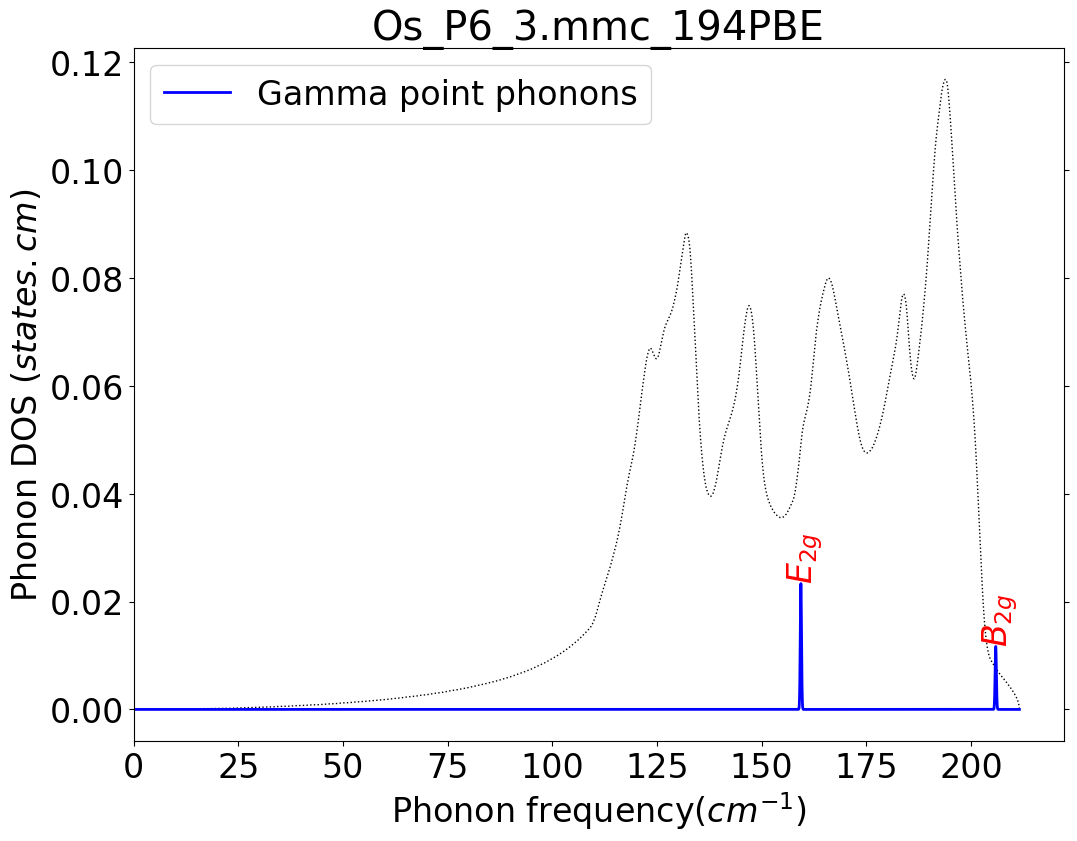 Os_P6_3.mmc_194PBE
Gamma point phonons
Phonon DOS (states.cm)
0.12
0.10
0.08
0.06
0.04
0.02
0.00
E2g
B2g
0 25 50 75 100 125 150 175 200
Phonon frequency(cm⁻¹)